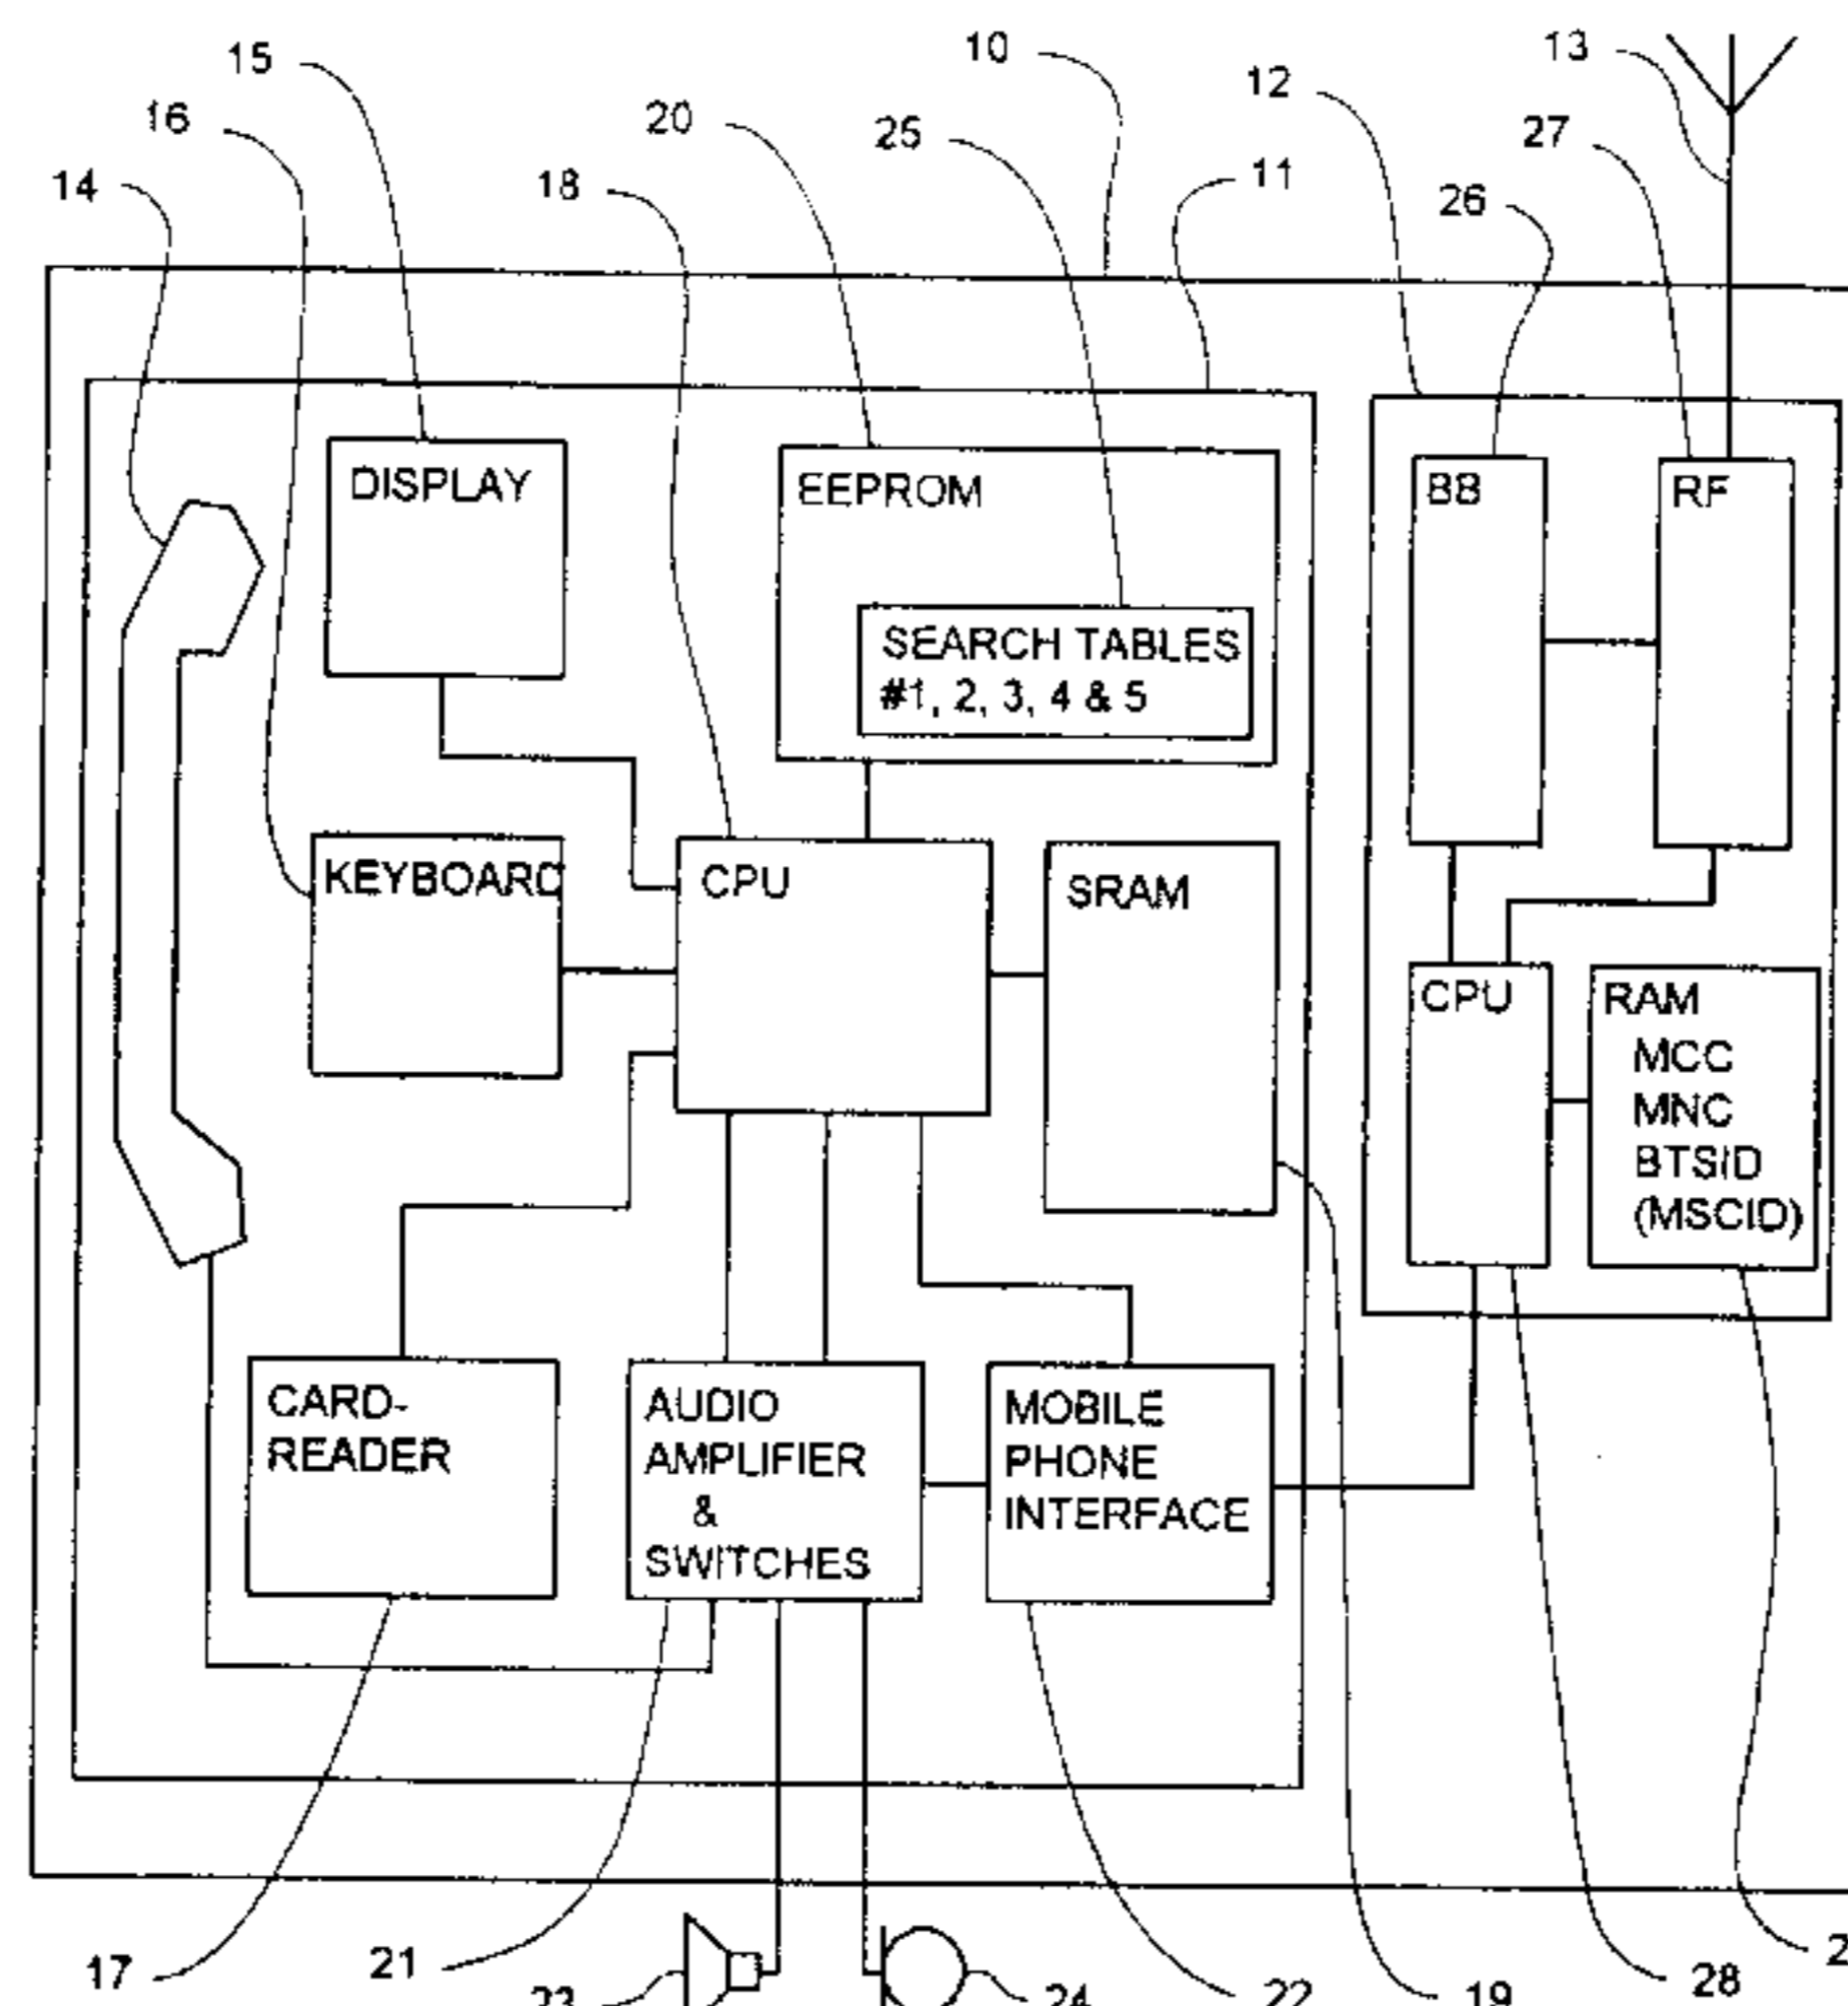 15
10
13
16
20
25
12
27
14
18
11
26
DISPLAY
EEPROM
BB
RF
SEARCH TABLES
#1, 2, 3, 4 & 5
KEYBOARD
CPU
SRAM
CPU
RAM
MCC
MNC
BTSID
(MSCID)
CARD-
READER
AUDIO
AMPLIFIER
&
SWITCHES
MOBILE
PHONE
INTERFACE
17
21
23
24
22
19
28